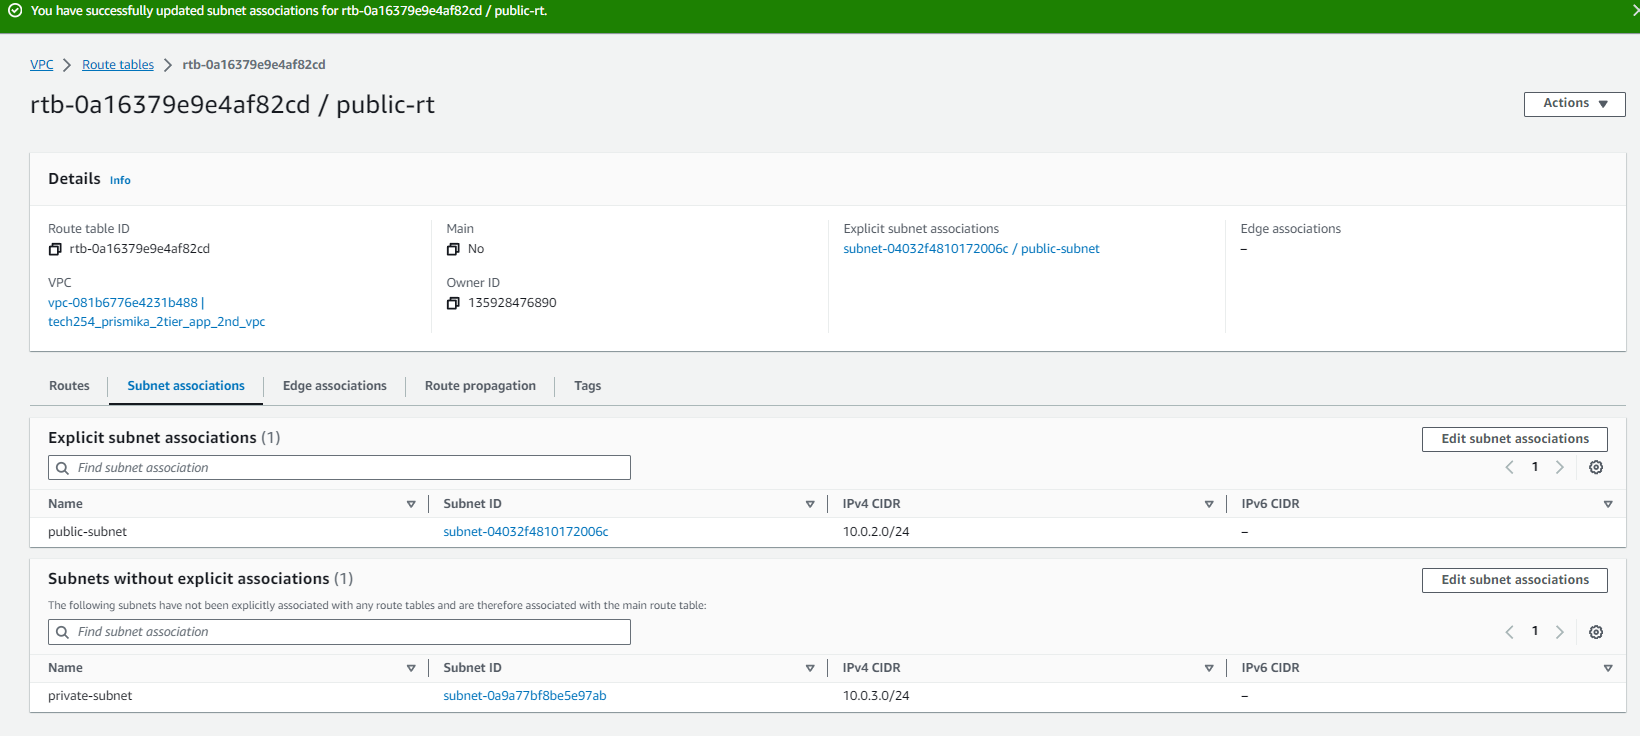 You have successfully updated subnet associations for rtb-0a16379e9e4af82cd / public-rt.
VPC > Route tables > rtb-0a16379e9e4af82cd
rtb-0a16379e9e4af82cd / public-rt
Actions
Details Info
Route table ID
rtb-0a16379e9e4af82cd
Main
No
Explicit subnet associations
subnet-04032f4810172006c / public-subnet
Edge associations
–
VPC
vpc-081b6776e4231b488 |
tech254_prismika_2tier_app_2nd_vpc
Owner ID
135928476890
Routes Subnet associations Edge associations Route propagation Tags
Explicit subnet associations (1)
Edit subnet associations
Find subnet association
1
Name Subnet ID IPv4 CIDR IPv6 CIDR
public-subnet subnet-04032f4810172006c 10.0.2.0/24 –
Subnets without explicit associations (1)
Edit subnet associations
The following subnets have not been explicitly associated with any route tables and are therefore associated with the main route table:
Find subnet association
1
Name Subnet ID IPv4 CIDR IPv6 CIDR
private-subnet subnet-0a9a77bf8be5e97ab 10.0.3.0/24 –